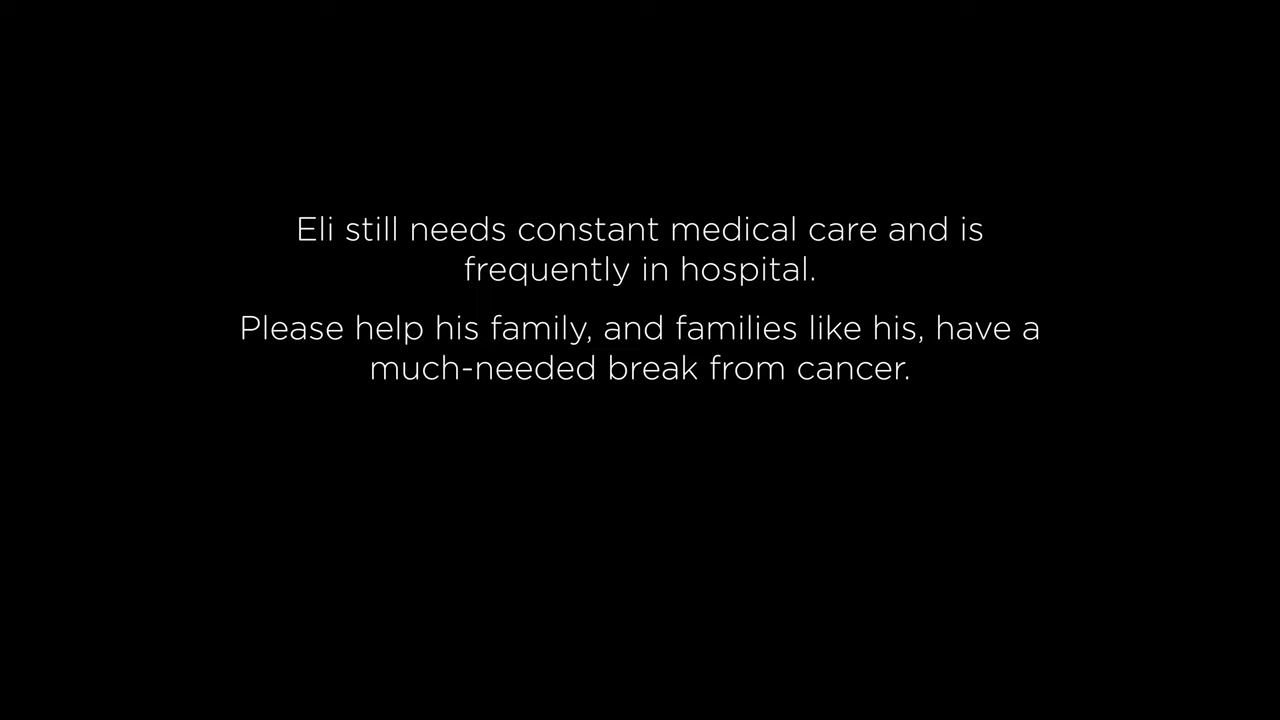 Eli still needs constant medical care and is
frequently in hospital.
Please help his family, and families like his, have a
much-needed break from cancer.